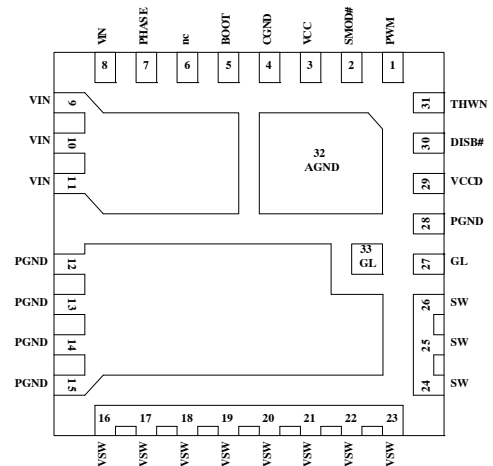 VIN PHASE nc BOOT CGND VCC SMOD# PWM
8 7 6 5 4 3 2 1
VIN 9
VIN 10
VIN 11
32
AGND
31 THWN
30 DISB#
29 VCCD
28 PGND
33
GL
27 GL
PGND 12
PGND 13
PGND 14
PGND 15
26 SW
25 SW
24 SW
16 17 18 19 20 21 22 23
VSW VSW VSW VSW VSW VSW VSW VSW